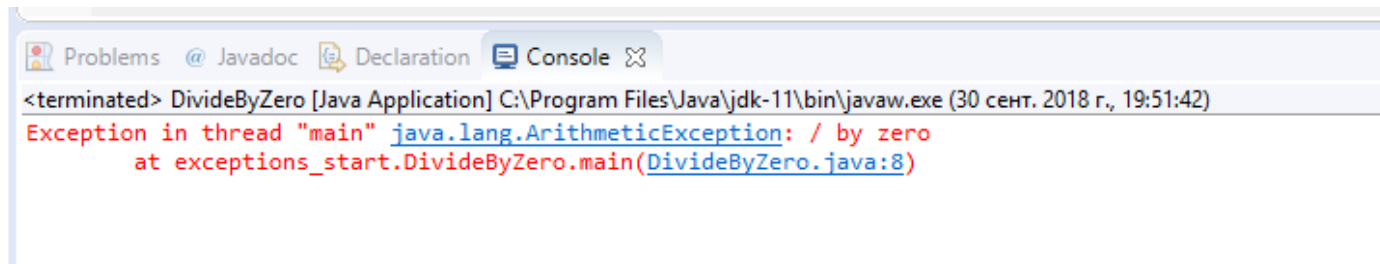 Problems @ Javadoc Declaration Console
<terminated> DivideByZero [Java Application] C:\Program Files\Java\jdk-11\bin\javaw.exe (30 сент. 2018 г., 19:51:42)
Exception in thread "main" java.lang.ArithmeticException: / by zero
at exceptions_start.DivideByZero.main(DivideByZero.java:8)